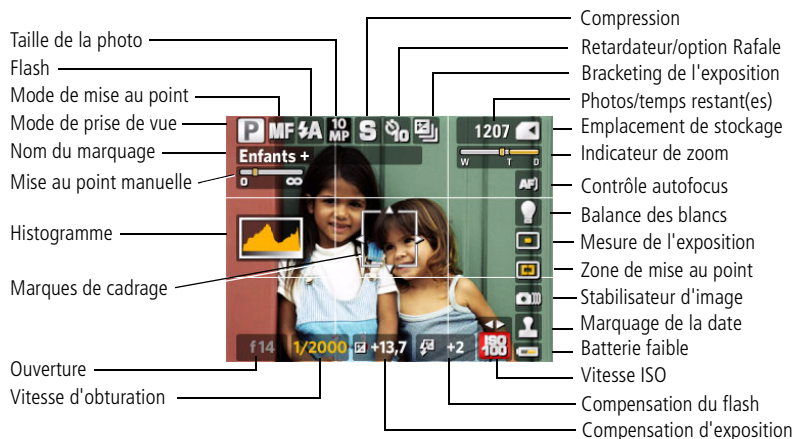 Taille de la photo
Flash
Mode de mise au point
Mode de prise de vue
Nom du marquage
Mise au point manuelle
Histogramme
Marques de cadrage
Ouverture
Vitesse d'obturation
P MF A 10 MP S 10
1207
Enfants +
W T D
0 ∞
AF
f 14 1/2000 +13,7 +2 ISO 100
Compression
Retardateur/option Rafale
Bracketing de l'exposition
Photos/temps restant(es)
Emplacement de stockage
Indicateur de zoom
Contrôle autofocus
Balance des blancs
Mesure de l'exposition
Zone de mise au point
Stabilisateur d'image
Marquage de la date
Batterie faible
Vitesse ISO
Compensation du flash
Compensation d'exposition